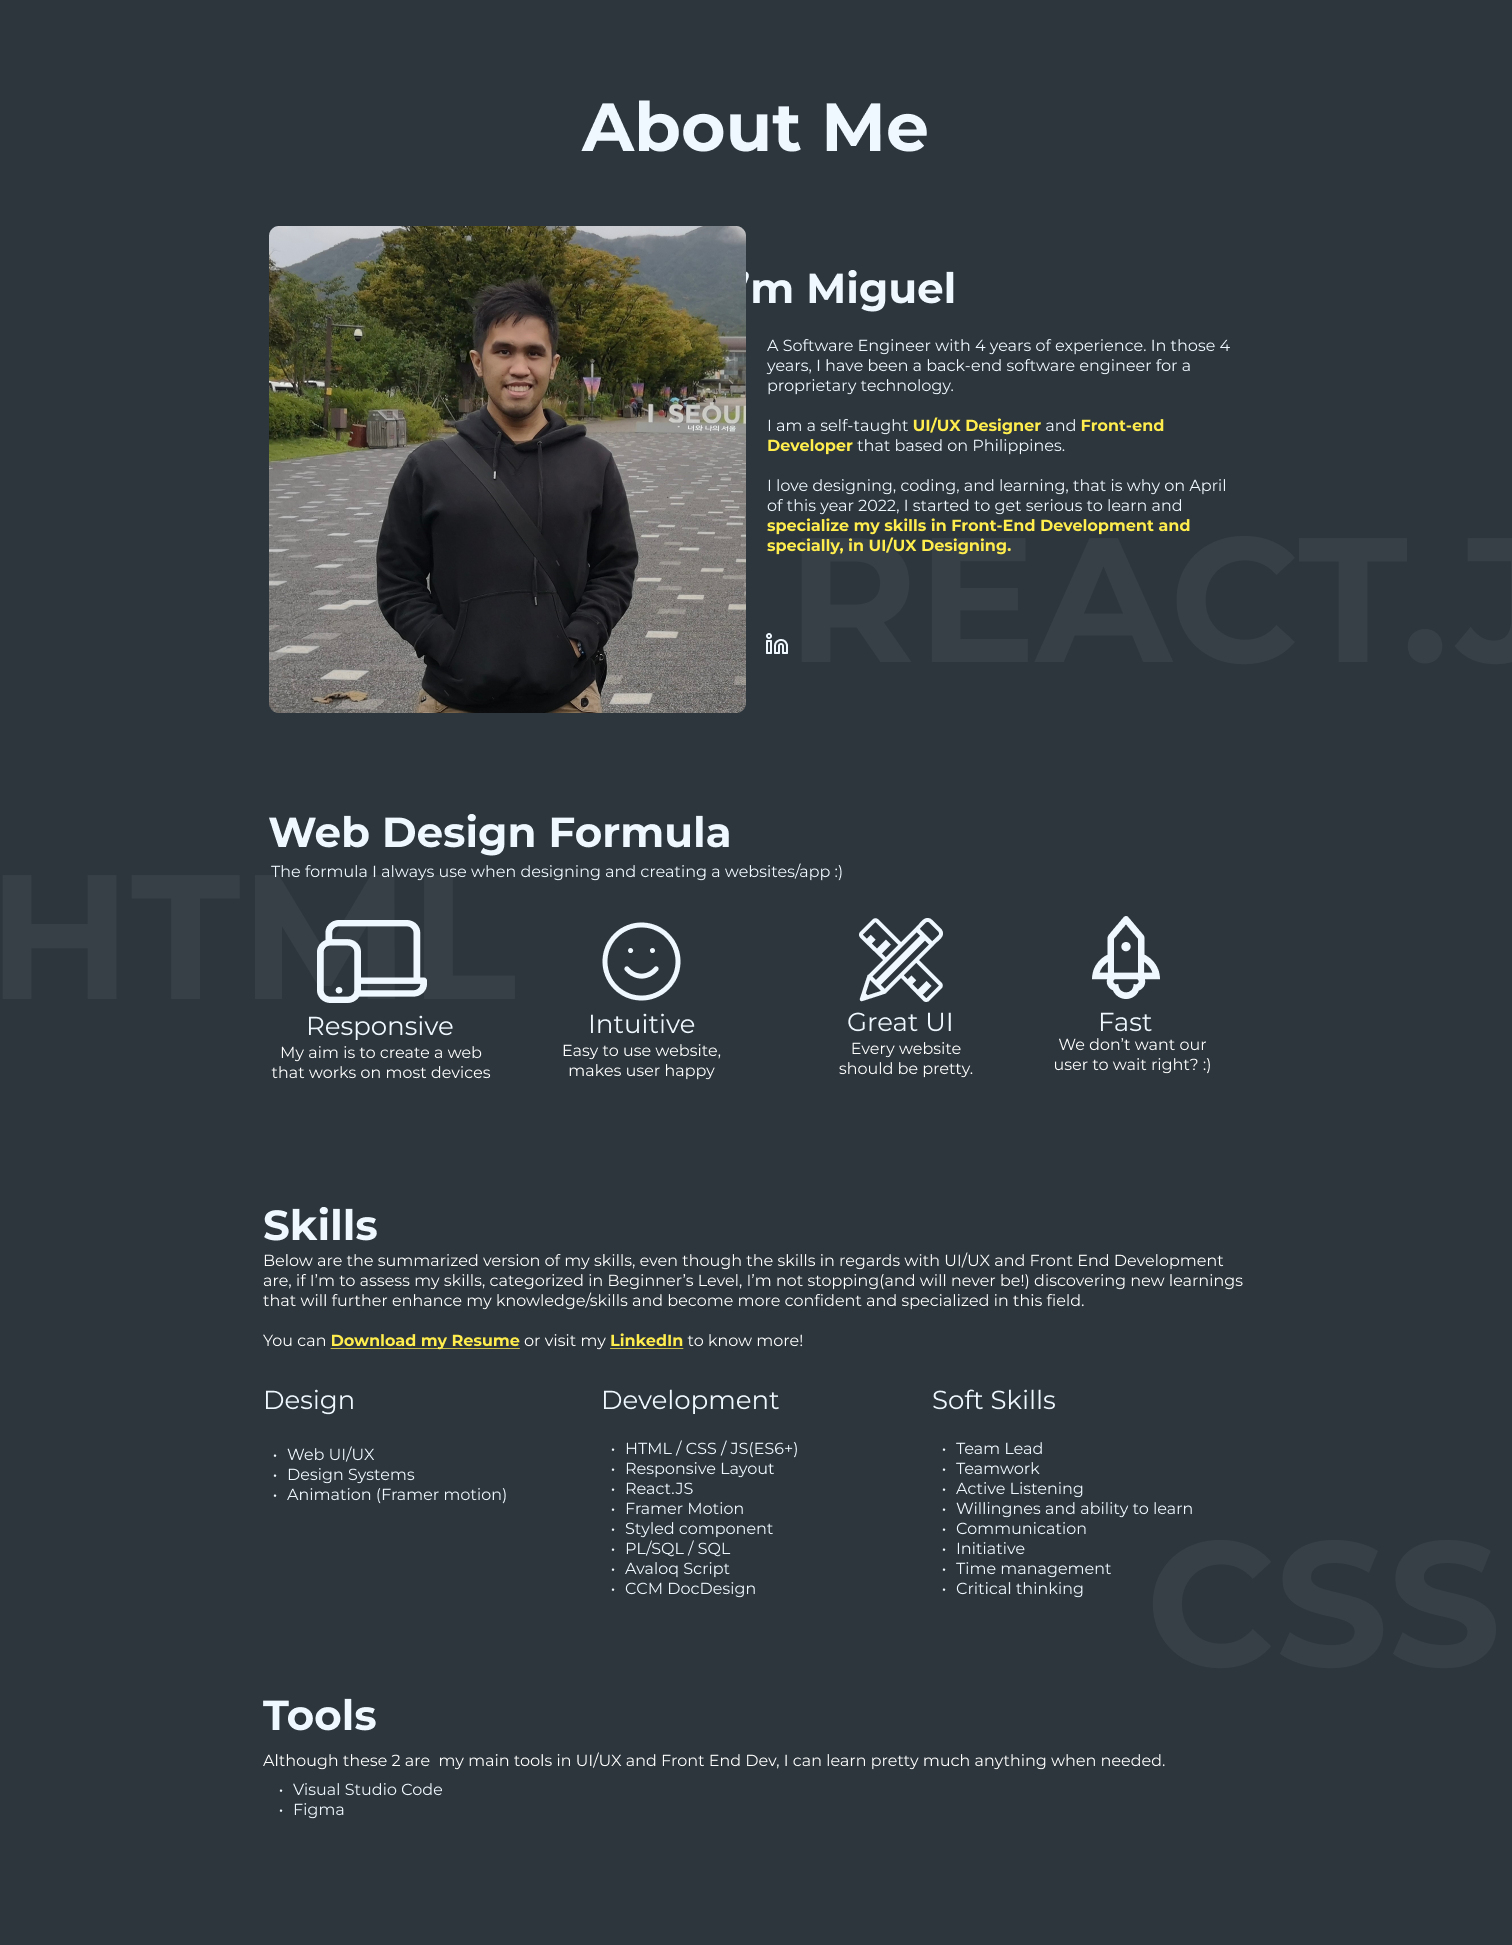 About Me
'm Miguel
A Software Engineer with 4 years of experience. In those 4
years, I have been a back-end software engineer for a
proprietary technology.
I am a self-taught UI/UX Designer and Front-end
Developer that based on Philippines.
I love designing, coding, and learning, that is why on April
of this year 2022, I started to get serious to learn and
specialize my skills in Front-End Development and
specially, in UI/UX Designing.
I SEOU
너와 나의 서울
REACT.J
in
Web Design Formula
The formula I always use when designing and creating a websites/app :)
HTML
Responsive
My aim is to create a web
that works on most devices
Intuitive
Easy to use website,
makes user happy
Great UI
Every website
should be pretty.
Fast
We don’t want our
user to wait right? :)
Skills
Below are the summarized version of my skills, even though the skills in regards with UI/UX and Front End Development
are, if I’m to assess my skills, categorized in Beginner’s Level, I’m not stopping(and will never be!) discovering new learnings
that will further enhance my knowledge/skills and become more confident and specialized in this field.
You can Download my Resume or visit my LinkedIn to know more!
Design
• Web UI/UX
• Design Systems
• Animation (Framer motion)
Development
• HTML / CSS / JS(ES6+)
• Responsive Layout
• React.JS
• Framer Motion
• Styled component
• PL/SQL / SQL
• Avaloq Script
• CCM DocDesign
Soft Skills
• Team Lead
• Teamwork
• Active Listening
• Willingnes and ability to learn
• Communication
• Initiative
• Time management
• Critical thinking
CSS
Tools
Although these 2 are  my main tools in UI/UX and Front End Dev, I can learn pretty much anything when needed.
• Visual Studio Code
• Figma